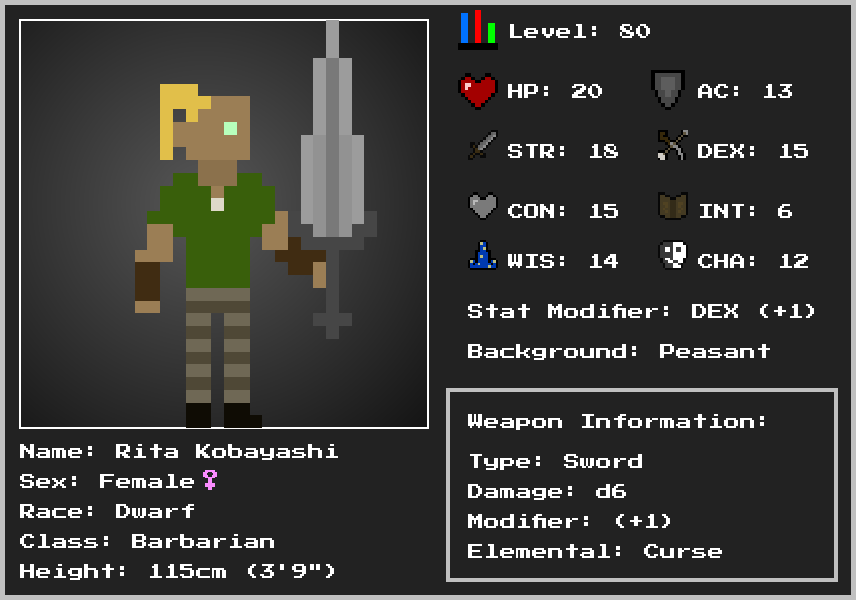 Level: 80
HP: 20
AC: 13
STR: 18
DEX: 15
CON: 15
INT: 6
WIS: 14
CHA: 12
Stat Modifier: DEX (+1)
Background: Peasant
Weapon Information:
Type: Sword
Damage: d6
Modifier: (+1)
Elemental: Curse
Name: Rita Kobayashi
Sex: Female♀
Race: Dwarf
Class: Barbarian
Height: 115cm (3'9")